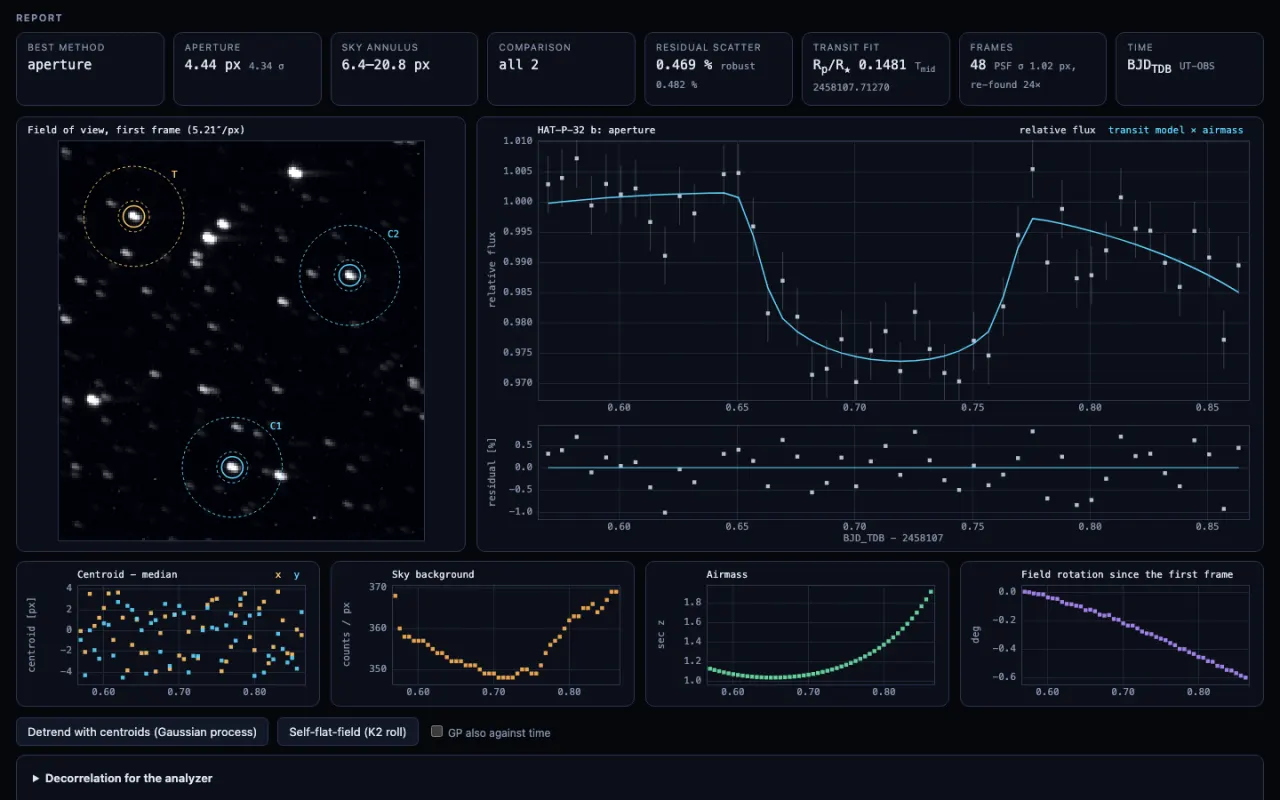 REPORT
BEST METHOD
aperture
APERTURE
4.44 px 4.34 σ
SKY ANNULUS
6.4–20.8 px
COMPARISON
all 2
RESIDUAL SCATTER
0.469 % robust
0.482 %
TRANSIT FIT
Rp/R★ 0.1481 Tmid
2458107.71270
FRAMES
48 PSF σ 1.02 px,
re-found 24×
TIME
BJDTDB UT-OBS
Field of view, first frame (5.21″/px)
T
C2
C1
HAT-P-32 b: aperture
relative flux transit model × airmass
1.010
1.005
1.000
0.995
0.990
0.985
0.980
0.975
0.970
relative flux
0.60 0.65 0.70 0.75 0.80 0.85
0.5
0.0
−0.5
−1.0
residual [%]
0.60 0.65 0.70 0.75 0.80 0.85
BJD_TDB − 2458107
Centroid − median x y
4
2
0
−2
−4
centroid [px]
0.60 0.70 0.80
Sky background
370
360
350
counts / px
0.60 0.70 0.80
Airmass
1.8
1.6
1.4
1.2
1.0
sec z
0.60 0.70 0.80
Field rotation since the first frame
0.0
−0.2
−0.4
−0.6
deg
0.60 0.70 0.80
Detrend with centroids (Gaussian process)
Self-flat-field (K2 roll)
GP also against time
▶ Decorrelation for the analyzer